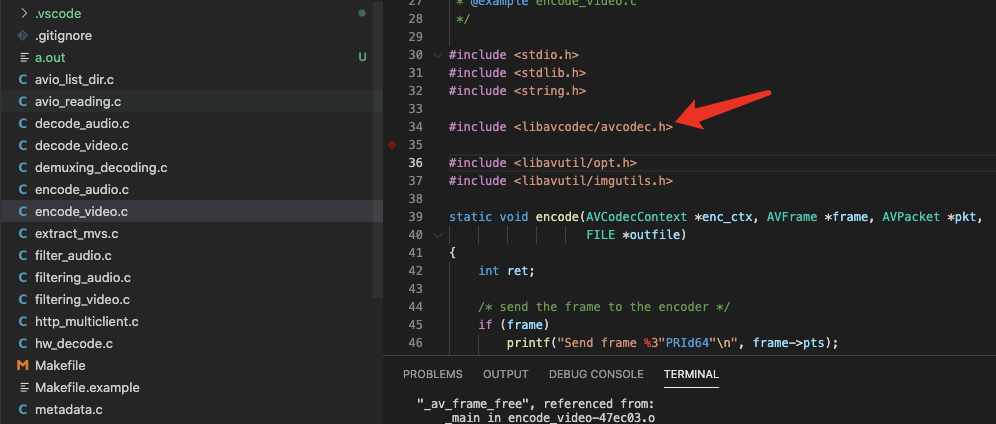 .vscode
.gitignore
a.out U
avio_list_dir.c
avio_reading.c
decode_audio.c
decode_video.c
demuxing_decoding.c
encode_audio.c
encode_video.c
extract_mvs.c
filter_audio.c
filtering_audio.c
filtering_video.c
http_multiclient.c
hw_decode.c
Makefile
Makefile.example
metadata.c
27 * @example encode_video.c
28 */
29
30 #include <stdio.h>
31 #include <stdlib.h>
32 #include <string.h>
33
34 #include <libavcodec/avcodec.h>
35
36 #include <libavutil/opt.h>
37 #include <libavutil/imgutils.h>
38
39 static void encode(AVCodecContext *enc_ctx, AVFrame *frame, AVPacket *pkt,
40 FILE *outfile)
41 {
42 int ret;
43
44 /* send the frame to the encoder */
45 if (frame)
46 printf("Send frame %3"PRId64"\n", frame->pts);
PROBLEMS OUTPUT DEBUG CONSOLE TERMINAL
"_av_frame_free", referenced from:
_main in encode_video-47ec03.o